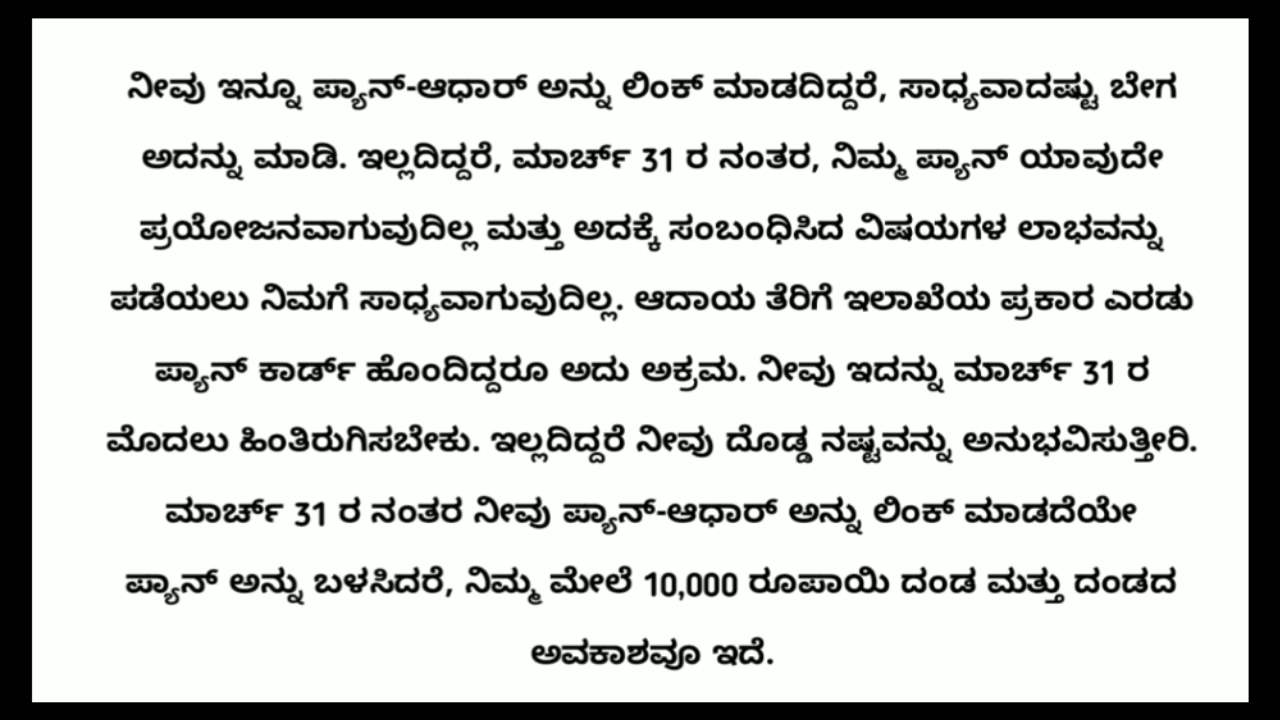 ನೀವು ಇನ್ನೂ ಪ್ಯಾನ್-ಆಧಾರ್ ಅನ್ನು ಲಿಂಕ್ ಮಾಡದಿದ್ದರೆ, ಸಾಧ್ಯವಾದಷ್ಟು ಬೇಗ
ಅದನ್ನು ಮಾಡಿ. ಇಲ್ಲದಿದ್ದರೆ, ಮಾರ್ಚ್ 31 ರ ನಂತರ, ನಿಮ್ಮ ಪ್ಯಾನ್ ಯಾವುದೇ
ಪ್ರಯೋಜನವಾಗುವುದಿಲ್ಲ ಮತ್ತು ಅದಕ್ಕೆ ಸಂಬಂಧಿಸಿದ ವಿಷಯಗಳ ಲಾಭವನ್ನು
ಪಡೆಯಲು ನಿಮಗೆ ಸಾಧ್ಯವಾಗುವುದಿಲ್ಲ. ಆದಾಯ ತೆರಿಗೆ ಇಲಾಖೆಯ ಪ್ರಕಾರ ಎರಡು
ಪ್ಯಾನ್ ಕಾರ್ಡ್ ಹೊಂದಿದ್ದರೂ ಅದು ಅಕ್ರಮ. ನೀವು ಇದನ್ನು ಮಾರ್ಚ್ 31 ರ
ಮೊದಲು ಹಿಂತಿರುಗಿಸಬೇಕು. ಇಲ್ಲದಿದ್ದರೆ ನೀವು ದೊಡ್ಡ ನಷ್ಟವನ್ನು ಅನುಭವಿಸುತ್ತೀರಿ.
ಮಾರ್ಚ್ 31 ರ ನಂತರ ನೀವು ಪ್ಯಾನ್-ಆಧಾರ್ ಅನ್ನು ಲಿಂಕ್ ಮಾಡದೆಯೇ
ಪ್ಯಾನ್ ಅನ್ನು ಬಳಸಿದರೆ, ನಿಮ್ಮ ಮೇಲೆ 10,000 ರೂಪಾಯಿ ದಂಡ ಮತ್ತು ದಂಡದ
ಅವಕಾಶವೂ ಇದೆ.